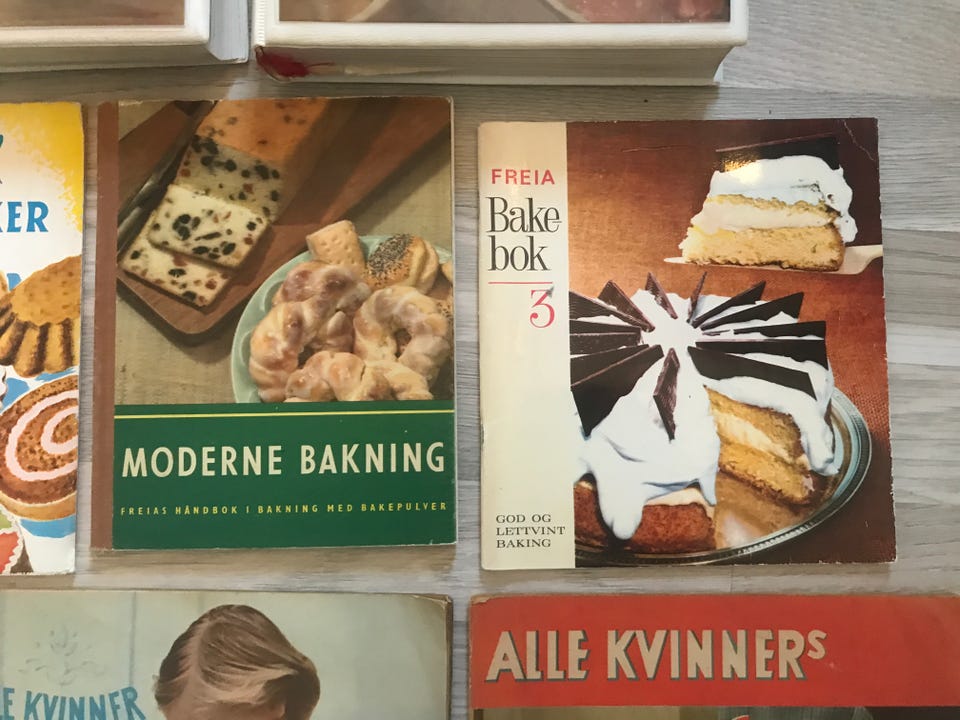 KER
MODERNE BAKNING
FREIAS HÅNDBOK I BAKNING MED BAKEPULVER
FREIA
Bake-
bok
3
GOD OG
LETTVINT
BAKING
E KVINNER
ALLE KVINNERS